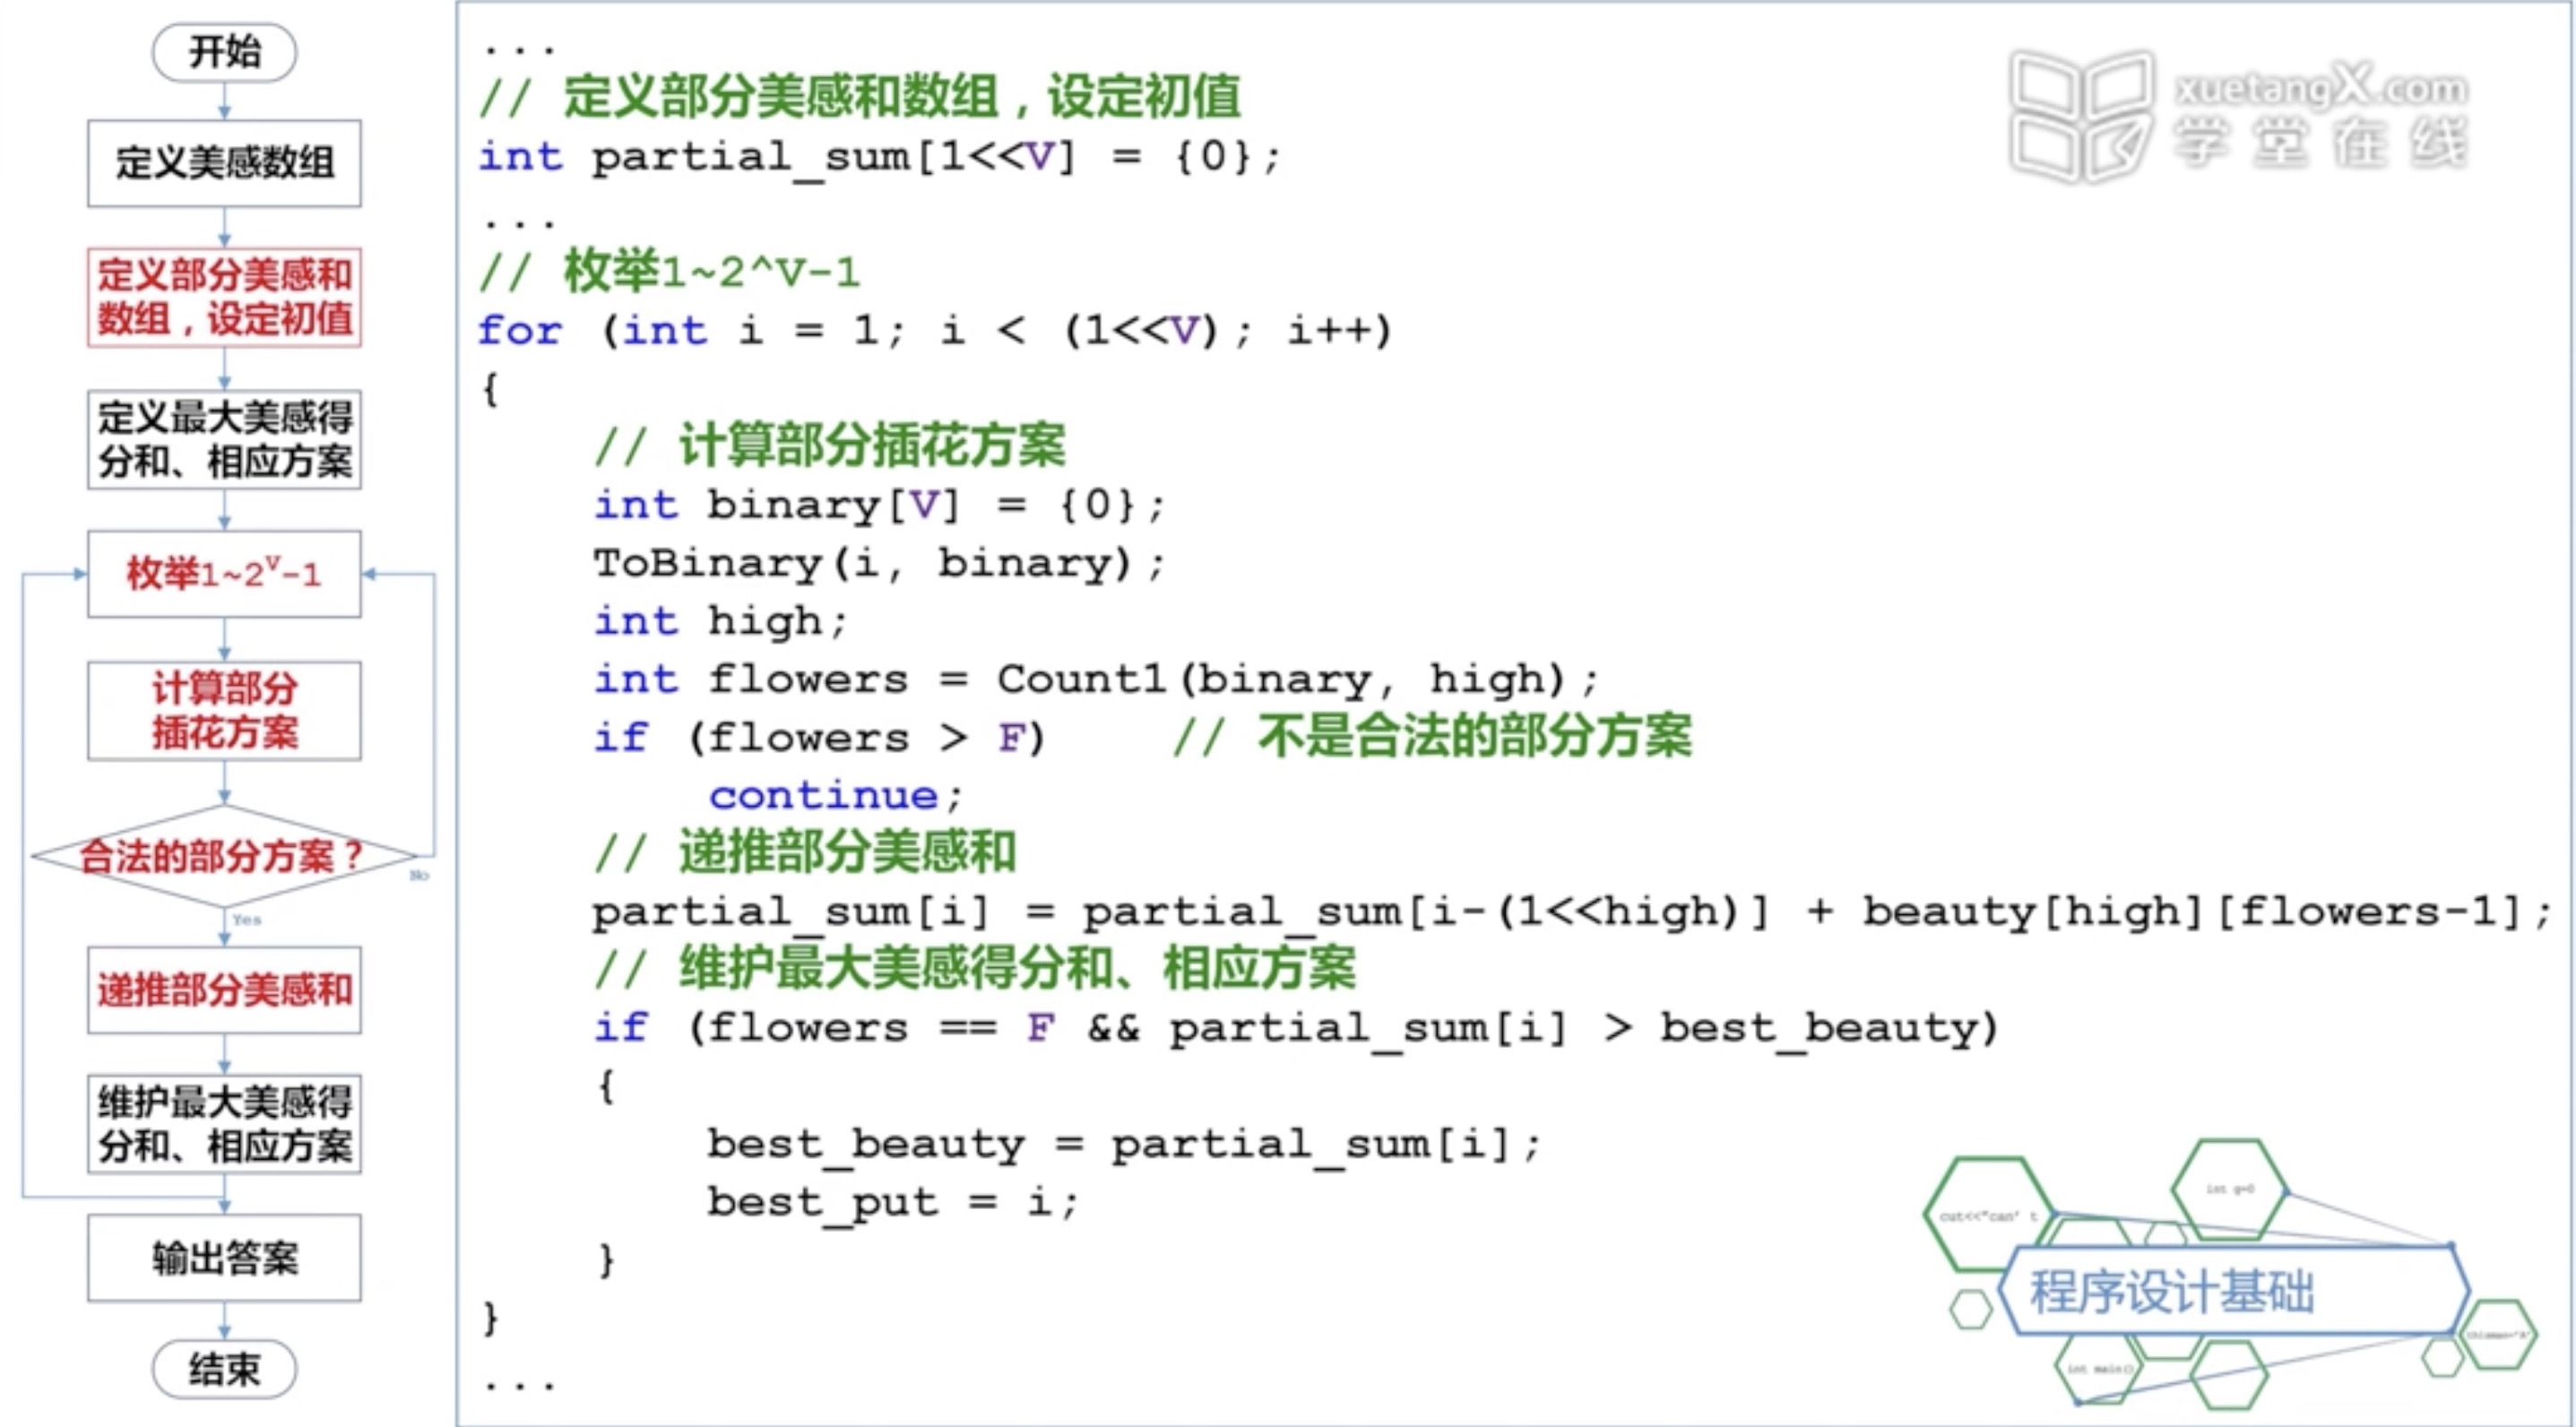 开始
定义美感数组
定义部分美感和
数组，设定初值
定义最大美感得
分和、相应方案
枚举1~2^V-1
计算部分
插花方案
合法的部分方案？
No
Yes
递推部分美感和
维护最大美感得
分和、相应方案
输出答案
结束
...
// 定义部分美感和数组，设定初值
int partial_sum[1<<V] = {0};
...
// 枚举1~2^V-1
for (int i = 1; i < (1<<V); i++)
{
    // 计算部分插花方案
    int binary[V] = {0};
    ToBinary(i, binary);
    int high;
    int flowers = Count1(binary, high);
    if (flowers > F)    // 不是合法的部分方案
        continue;
    // 递推部分美感和
    partial_sum[i] = partial_sum[i-(1<<high)] + beauty[high][flowers-1];
    // 维护最大美感得分和、相应方案
    if (flowers == F && partial_sum[i] > best_beauty)
    {
        best_beauty = partial_sum[i];
        best_put = i;
    }
}
...
xuetangX.com
学堂在线
int g=0
cut<<"can' t
程序设计基础
int main()